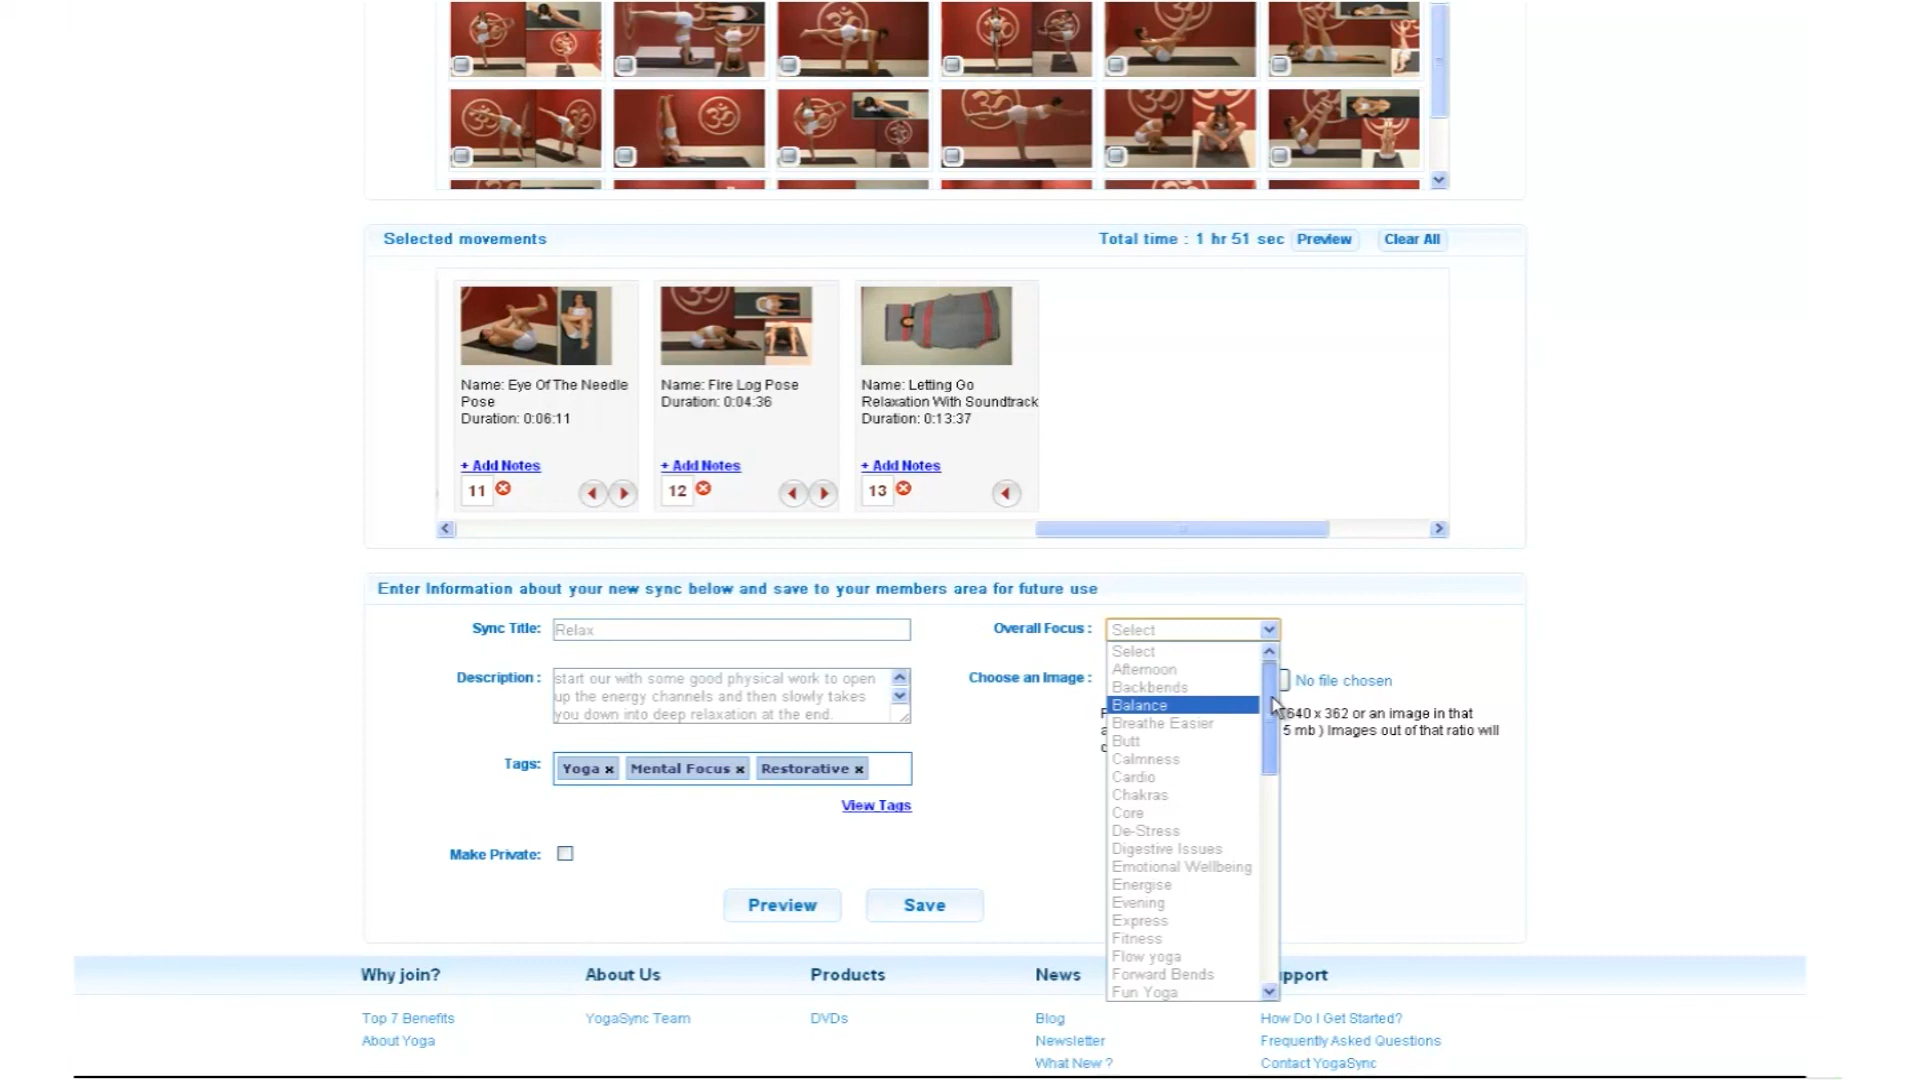 Selected movements
Total time : 1 hr 51 sec Preview Clear All
Name: Eye Of The Needle
Pose
Duration: 0:06:11
+ Add Notes
11
Name: Fire Log Pose
Duration: 0:04:36
+ Add Notes
12
Name: Letting Go
Relaxation With Soundtrack
Duration: 0:13:37
+ Add Notes
13
Enter Information about your new sync below and save to your members area for future use
Sync Title: Relax
Description : start our with some good physical work to open
up the energy channels and then slowly takes
you down into deep relaxation at the end.
Tags: Yoga x Mental Focus x Restorative x
View Tags
Make Private:
Preview Save
Overall Focus : Select
Select
Afternoon
Backbends
Balance
Breathe Easier
Butt
Calmness
Cardio
Chakras
Core
De-Stress
Digestive Issues
Emotional Wellbeing
Energise
Evening
Express
Fitness
Flow yoga
Forward Bends
Fun Yoga
Choose an Image : No file chosen
640 x 362 or an image in that
5 mb ) Images out of that ratio will
Why join?
Top 7 Benefits
About Yoga
About Us
YogaSync Team
Products
DVDs
News
Blog
Newsletter
What New ?
pport
How Do I Get Started?
Frequently Asked Questions
Contact YogaSync